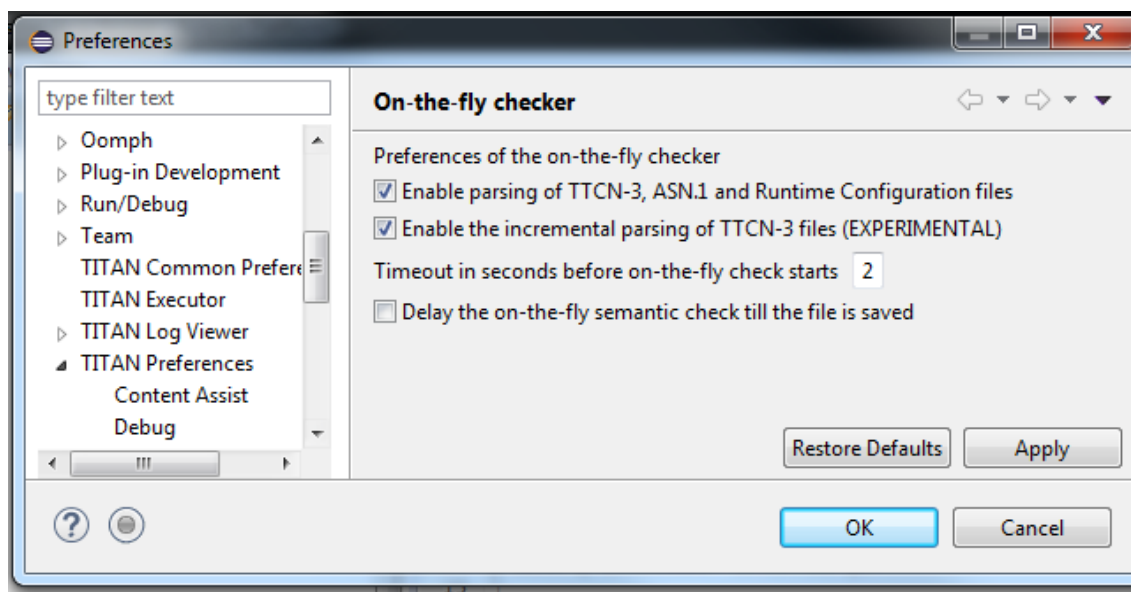 Preferences
type filter text
Oomph
Plug-in Development
Run/Debug
Team
TITAN Common Prefere
TITAN Executor
TITAN Log Viewer
TITAN Preferences
Content Assist
Debug
On-the-fly checker
Preferences of the on-the-fly checker
Enable parsing of TTCN-3, ASN.1 and Runtime Configuration files
Enable the incremental parsing of TTCN-3 files (EXPERIMENTAL)
Timeout in seconds before on-the-fly check starts 2
Delay the on-the-fly semantic check till the file is saved
Restore Defaults Apply
OK Cancel